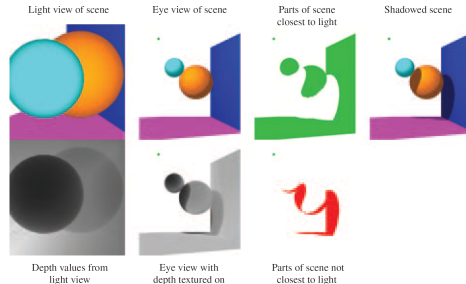 Light view of scene
Eye view of scene
Parts of scene
closest to light
Shadowed scene
Depth values from
light view
Eye view with
depth textured on
Parts of scene not
closest to light